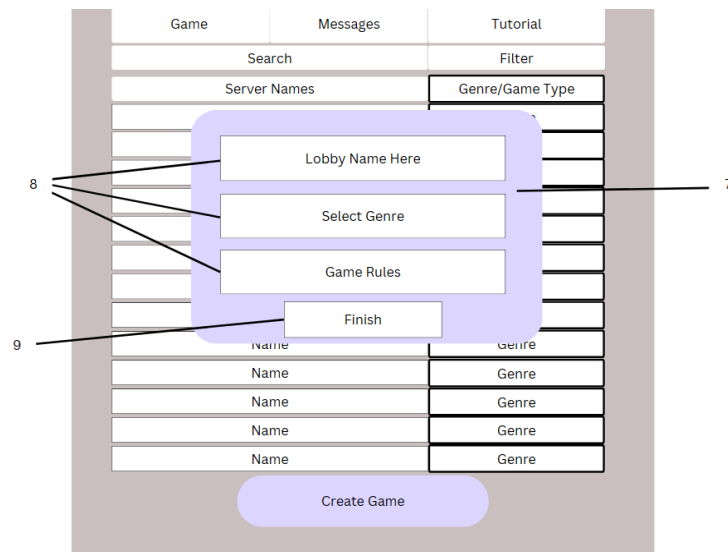 Game Messages Tutorial
Search Filter
Server Names Genre/Game Type
Lobby Name Here
8
7
Select Genre
Game Rules
Finish
9
Name Genre
Name Genre
Name Genre
Name Genre
Name Genre
Create Game